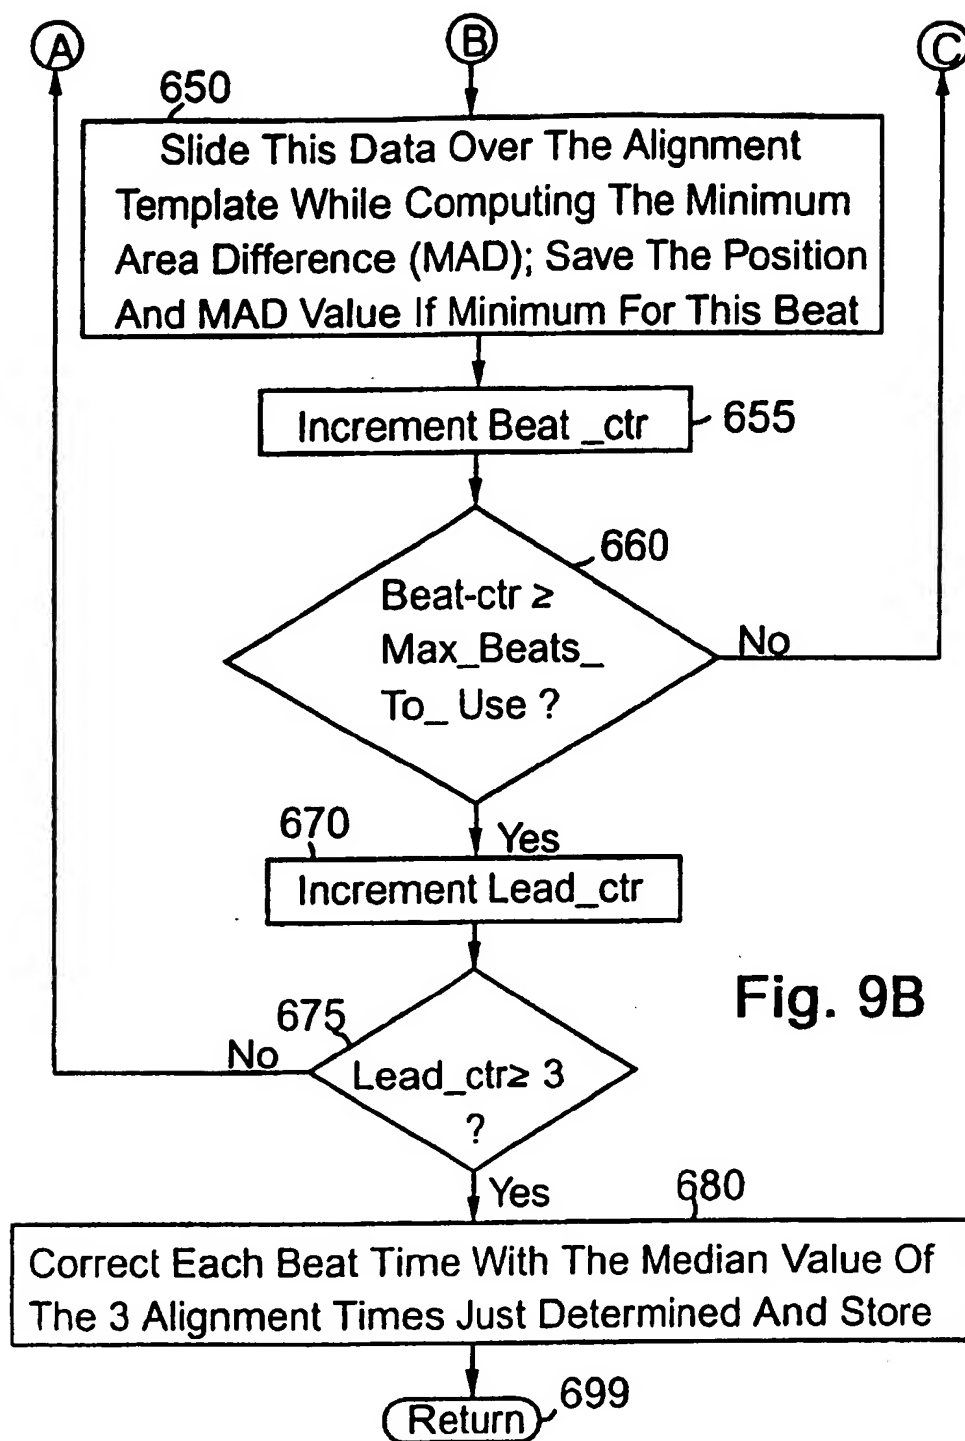 A
B
C
650
Slide This Data Over The Alignment
Template While Computing The Minimum
Area Difference (MAD); Save The Position
And MAD Value If Minimum For This Beat
Increment Beat _ctr
655
660
Beat-ctr ≥
Max_Beats_
To_ Use ?
No
Yes
670
Increment Lead_ctr
Fig. 9B
675
No
Lead_ctr≥ 3
?
Yes
680
Correct Each Beat Time With The Median Value Of
The 3 Alignment Times Just Determined And Store
Return
699